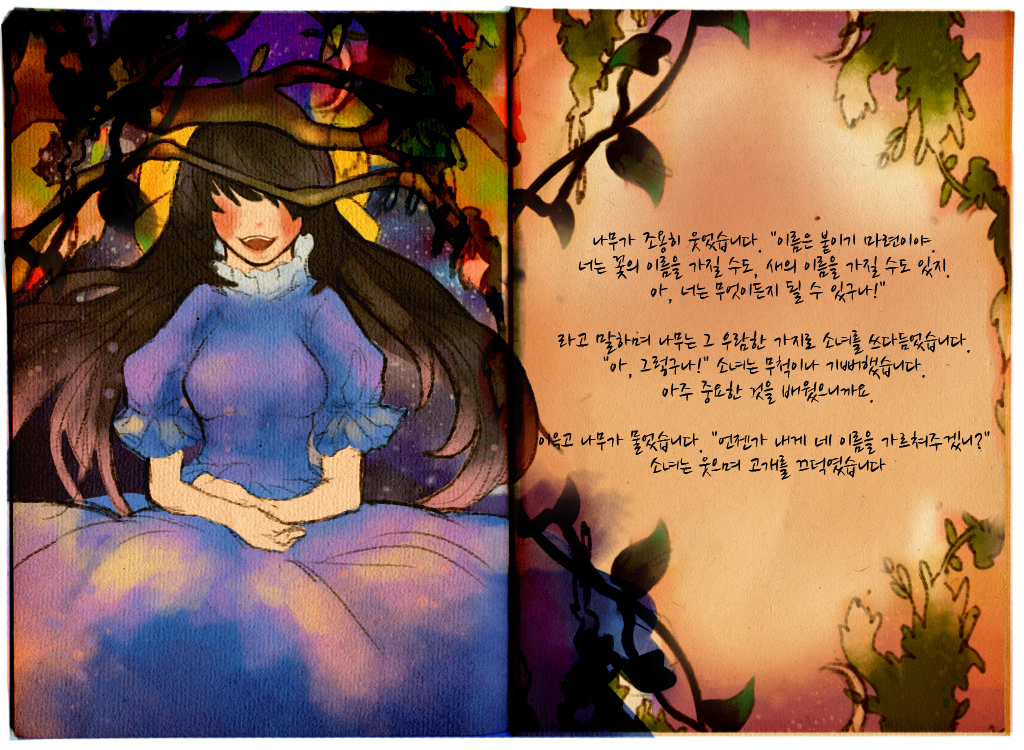 나무가 조용히 웃었습니다. "이름은 붙이기 마련이야.
너는 꽃의 이름을 가질 수도, 새의 이름을 가질 수도 있지.
아, 너는 무엇이든지 될 수 있구나!"
라고 말하며 나무는 그 우람한 가지로 소녀를 쓰다듬었습니다.
"아, 그렇구나!" 소녀는 무척이나 기뻐했습니다.
아주 중요한 것을 배웠으니까요.
이윽고 나무가 물었습니다. "언젠가 내게 네 이름을 가르쳐주겠니?"
소녀는 웃으며 고개를 끄덕였습니다